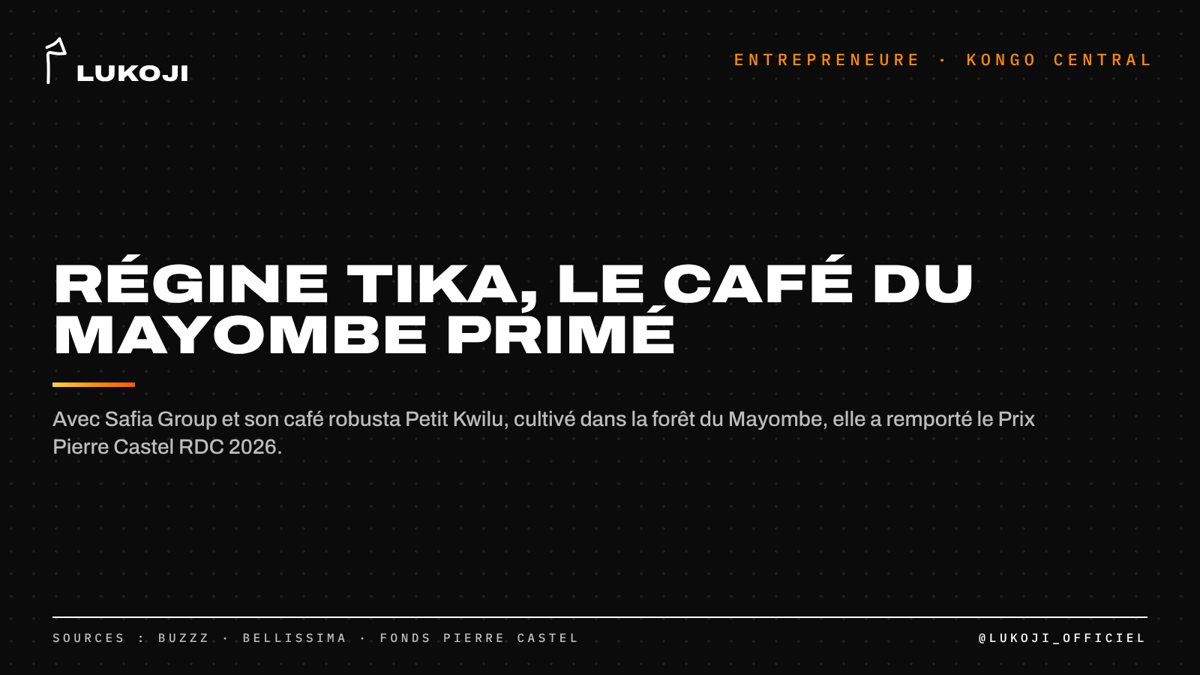 LUKOJI
ENTREPRENEURE · KONGO CENTRAL
RÉGINE TIKA, LE CAFÉ DU
MAYOMBE PRIMÉ
Avec Safia Group et son café robusta Petit Kwilu, cultivé dans la forêt du Mayombe, elle a remporté le Prix
Pierre Castel RDC 2026.
SOURCES : BUZZZ · BELLISSIMA · FONDS PIERRE CASTEL
@LUKOJI_OFFICIEL